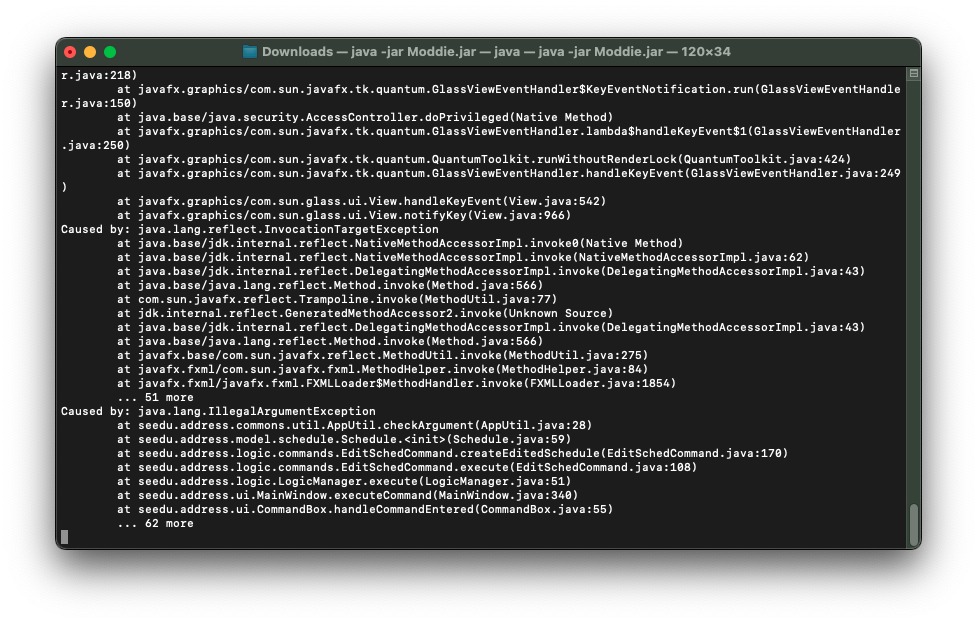 Downloads — java -jar Moddie.jar — java — java -jar Moddie.jar — 120×34
r.java:218)
at javafx.graphics/com.sun.javafx.tk.quantum.GlassViewEventHandler$KeyEventNotification.run(GlassViewEventHandle
r.java:150)
at java.base/java.security.AccessController.doPrivileged(Native Method)
at javafx.graphics/com.sun.javafx.tk.quantum.GlassViewEventHandler.lambda$handleKeyEvent$1(GlassViewEventHandler
.java:250)
at javafx.graphics/com.sun.javafx.tk.quantum.QuantumToolkit.runWithoutRenderLock(QuantumToolkit.java:424)
at javafx.graphics/com.sun.javafx.tk.quantum.GlassViewEventHandler.handleKeyEvent(GlassViewEventHandler.java:249
)
at javafx.graphics/com.sun.glass.ui.View.handleKeyEvent(View.java:542)
at javafx.graphics/com.sun.glass.ui.View.notifyKey(View.java:966)
Caused by: java.lang.reflect.InvocationTargetException
at java.base/jdk.internal.reflect.NativeMethodAccessorImpl.invoke0(Native Method)
at java.base/jdk.internal.reflect.NativeMethodAccessorImpl.invoke(NativeMethodAccessorImpl.java:62)
at java.base/jdk.internal.reflect.DelegatingMethodAccessorImpl.invoke(DelegatingMethodAccessorImpl.java:43)
at java.base/java.lang.reflect.Method.invoke(Method.java:566)
at com.sun.javafx.reflect.Trampoline.invoke(MethodUtil.java:77)
at jdk.internal.reflect.GeneratedMethodAccessor2.invoke(Unknown Source)
at java.base/jdk.internal.reflect.DelegatingMethodAccessorImpl.invoke(DelegatingMethodAccessorImpl.java:43)
at java.base/java.lang.reflect.Method.invoke(Method.java:566)
at javafx.base/com.sun.javafx.reflect.MethodUtil.invoke(MethodUtil.java:275)
at javafx.fxml/com.sun.javafx.fxml.MethodHelper.invoke(MethodHelper.java:84)
at javafx.fxml/javafx.fxml.FXMLLoader$MethodHandler.invoke(FXMLLoader.java:1854)
... 51 more
Caused by: java.lang.IllegalArgumentException
at seedu.address.commons.util.AppUtil.checkArgument(AppUtil.java:28)
at seedu.address.model.schedule.Schedule.<init>(Schedule.java:59)
at seedu.address.logic.commands.EditSchedCommand.createEditedSchedule(EditSchedCommand.java:170)
at seedu.address.logic.commands.EditSchedCommand.execute(EditSchedCommand.java:108)
at seedu.address.logic.LogicManager.execute(LogicManager.java:51)
at seedu.address.ui.MainWindow.executeCommand(MainWindow.java:340)
at seedu.address.ui.CommandBox.handleCommandEntered(CommandBox.java:55)
... 62 more